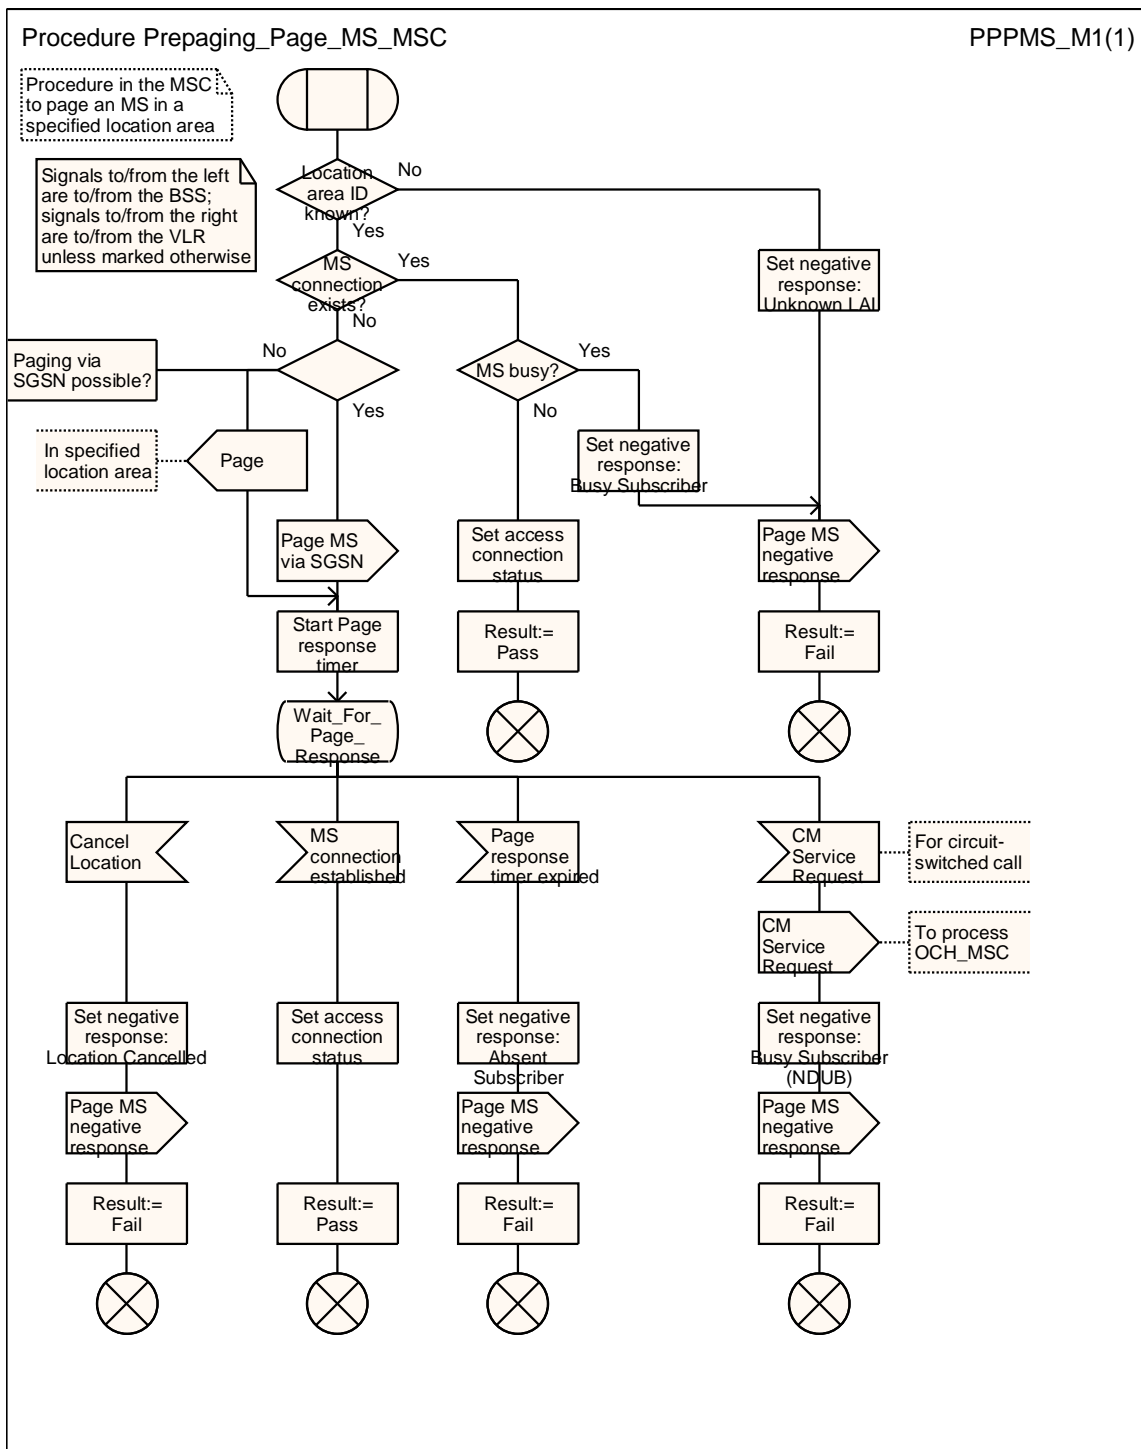 Procedure Prepaging_Page_MS_MSC
PPPMS_M1(1)
Procedure in the MSC
to page an MS in a
specified location area
Signals to/from the left
are to/from the BSS;
signals to/from the right
are to/from the VLR
unless marked otherwise
Location
area ID
known?
No
Yes
MS
connection
exists?
Yes
No
Set negative
response:
Unknown LAI
Paging via
SGSN possible?
No
Yes
MS busy?
Yes
No
In specified
location area
Page
Set negative
response:
Busy Subscriber
Page MS
via SGSN
Set access
connection
status
Page MS
negative
response
Start Page
response
timer
Result:=
Pass
Result:=
Fail
Wait_For_
Page_
Response
Cancel
Location
MS
connection
established
Page
response
timer expired
CM
Service
Request
For circuit-
switched call
CM
Service
Request
To process
OCH_MSC
Set negative
response:
Location Cancelled
Set access
connection
status
Set negative
response:
Absent
Subscriber
Set negative
response:
Busy Subscriber
(NDUB)
Page MS
negative
response
Page MS
negative
response
Page MS
negative
response
Result:=
Fail
Result:=
Pass
Result:=
Fail
Result:=
Fail